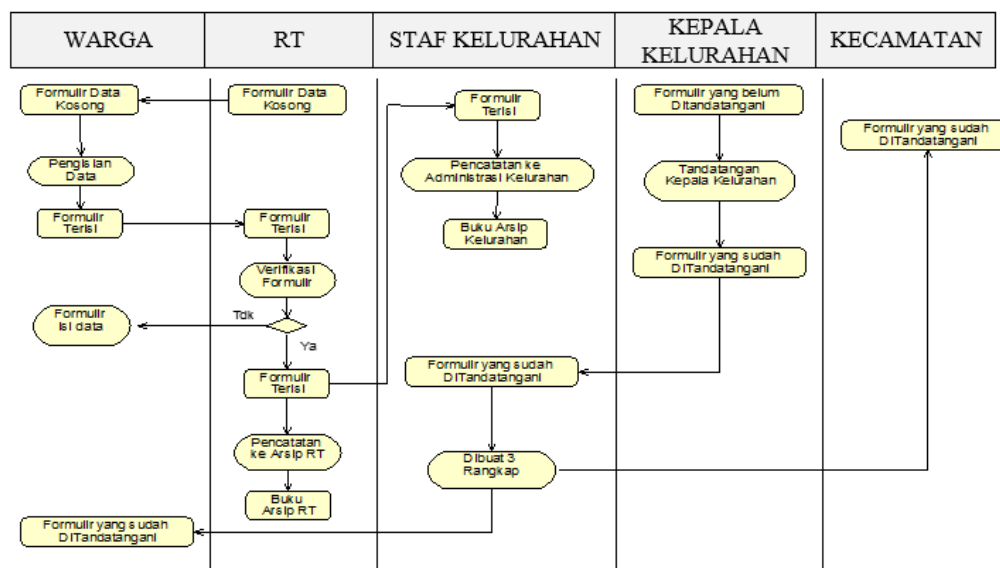 WARGA
RT
STAF KELURAHAN
KEPALA
KELURAHAN
KECAMATAN
Formulir Data
Kosong
Formulir Data
Kosong
Formulir
Terisi
Formulir yang belum
Ditandatangani
Formulir yang sudah
DITandatangani
Pengisian
Data
Pencatatan ke
Administrasi Kelurahan
Tandatangan
Kepala Kelurahan
Formulir
Terisi
Formulir
Terisi
Buku Arsip
Kelurahan
Formulir yang sudah
DITandatangani
Verifikasi
Formulir
Formulir
Isi data
Tdk
Ya
Formulir
Terisi
Formulir yang sudah
DITandatangani
Pencatatan
ke Arsip RT
Dibuat 3
Rangkap
Buku
Arsip RT
Formulir yang sudah
DITandatangani